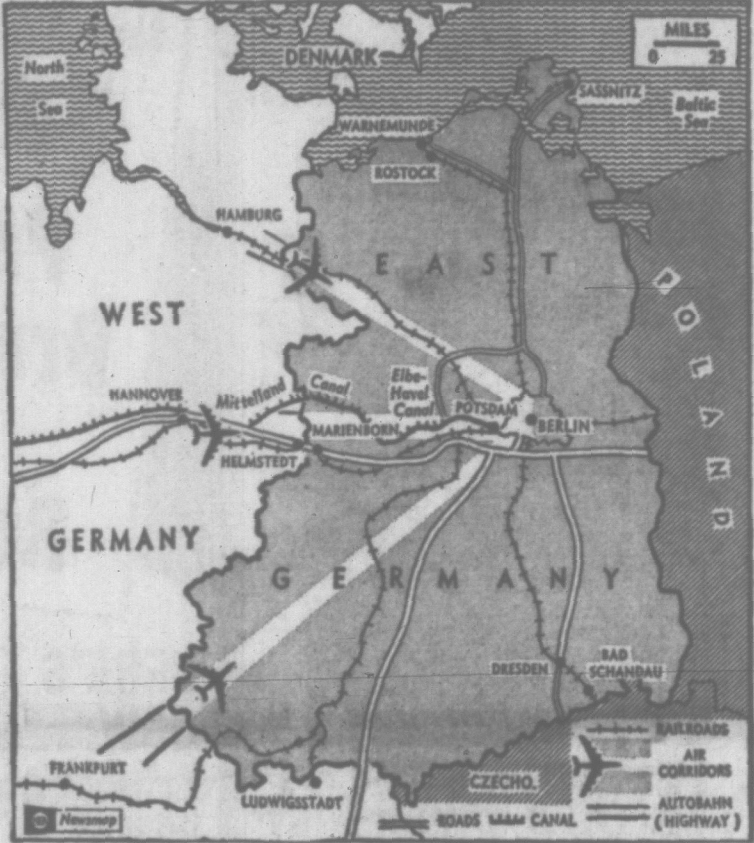 MILES
0 25
DENMARK
North
Sea
SASSNITZ
Baltic
Sea
WARNEMUNDE
ROSTOCK
HAMBURG
EAST
POLAND
WEST
HANNOVER
Mittelland Canal
Elbe-
Havel
Canal
POTSDAM
BERLIN
MARIENBORN
HELMSTEDT
GERMANY
GERMANY
DRESDEN
BAD
SCHANDAU
FRANKFURT
LUDWIGSSTADT
CZECHO.
RAILROADS
AIR
CORRIDORS
AUTOBAHN
(HIGHWAY)
ROADS CANAL
Newsmap